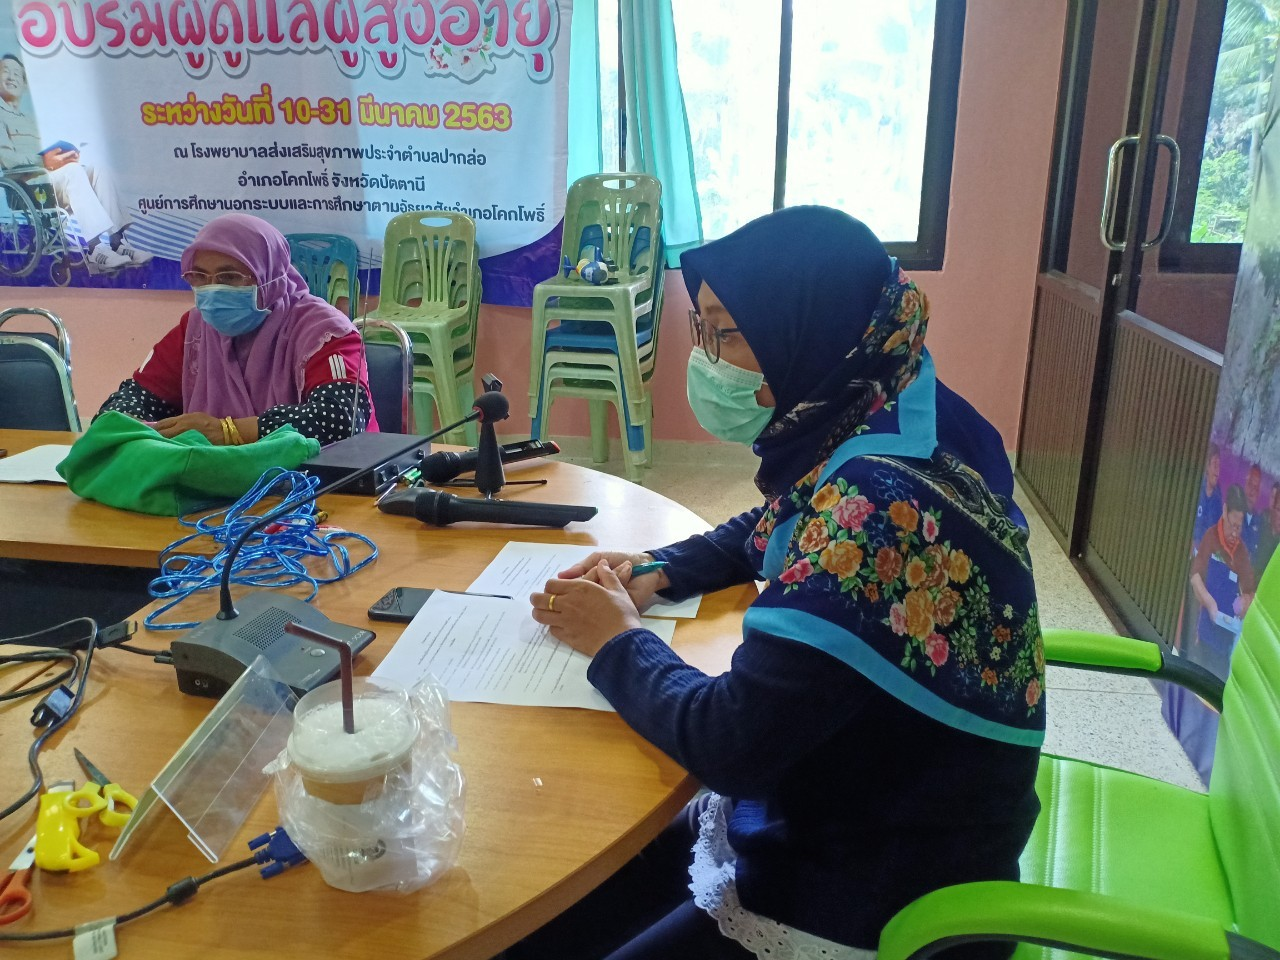 อบรมผู้ดูแลผู้สูงอายุ
ระหว่างวันที่ 10-31 มีนาคม 2563
ณ โรงพยาบาลส่งเสริมสุขภาพประจำตำบลปากล่อ
อำเภอโคกโพธิ์ จังหวัดปัตตานี
ศูนย์การศึกษานอกระบบและการศึกษาตามอัธยาศัยอำเภอโคกโพธิ์